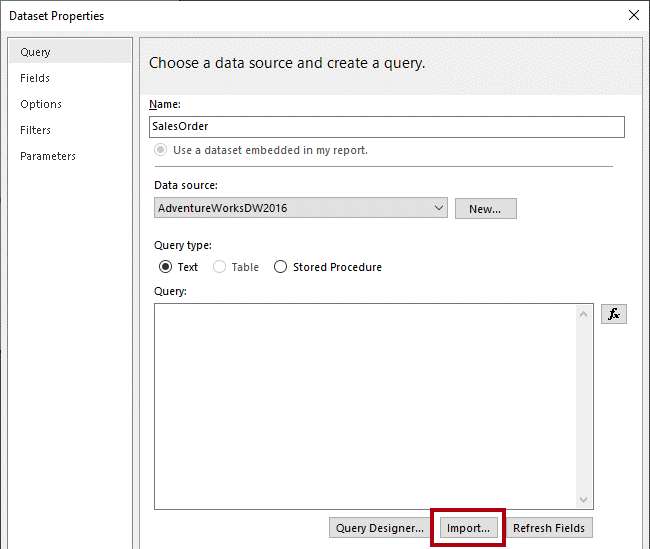 Dataset Properties
Query
Fields
Options
Filters
Parameters
Choose a data source and create a query.
Name:
SalesOrder
Use a dataset embedded in my report.
Data source:
AdventureWorksDW2016
New...
Query type:
Text Table Stored Procedure
Query:
fx
Query Designer... Import... Refresh Fields